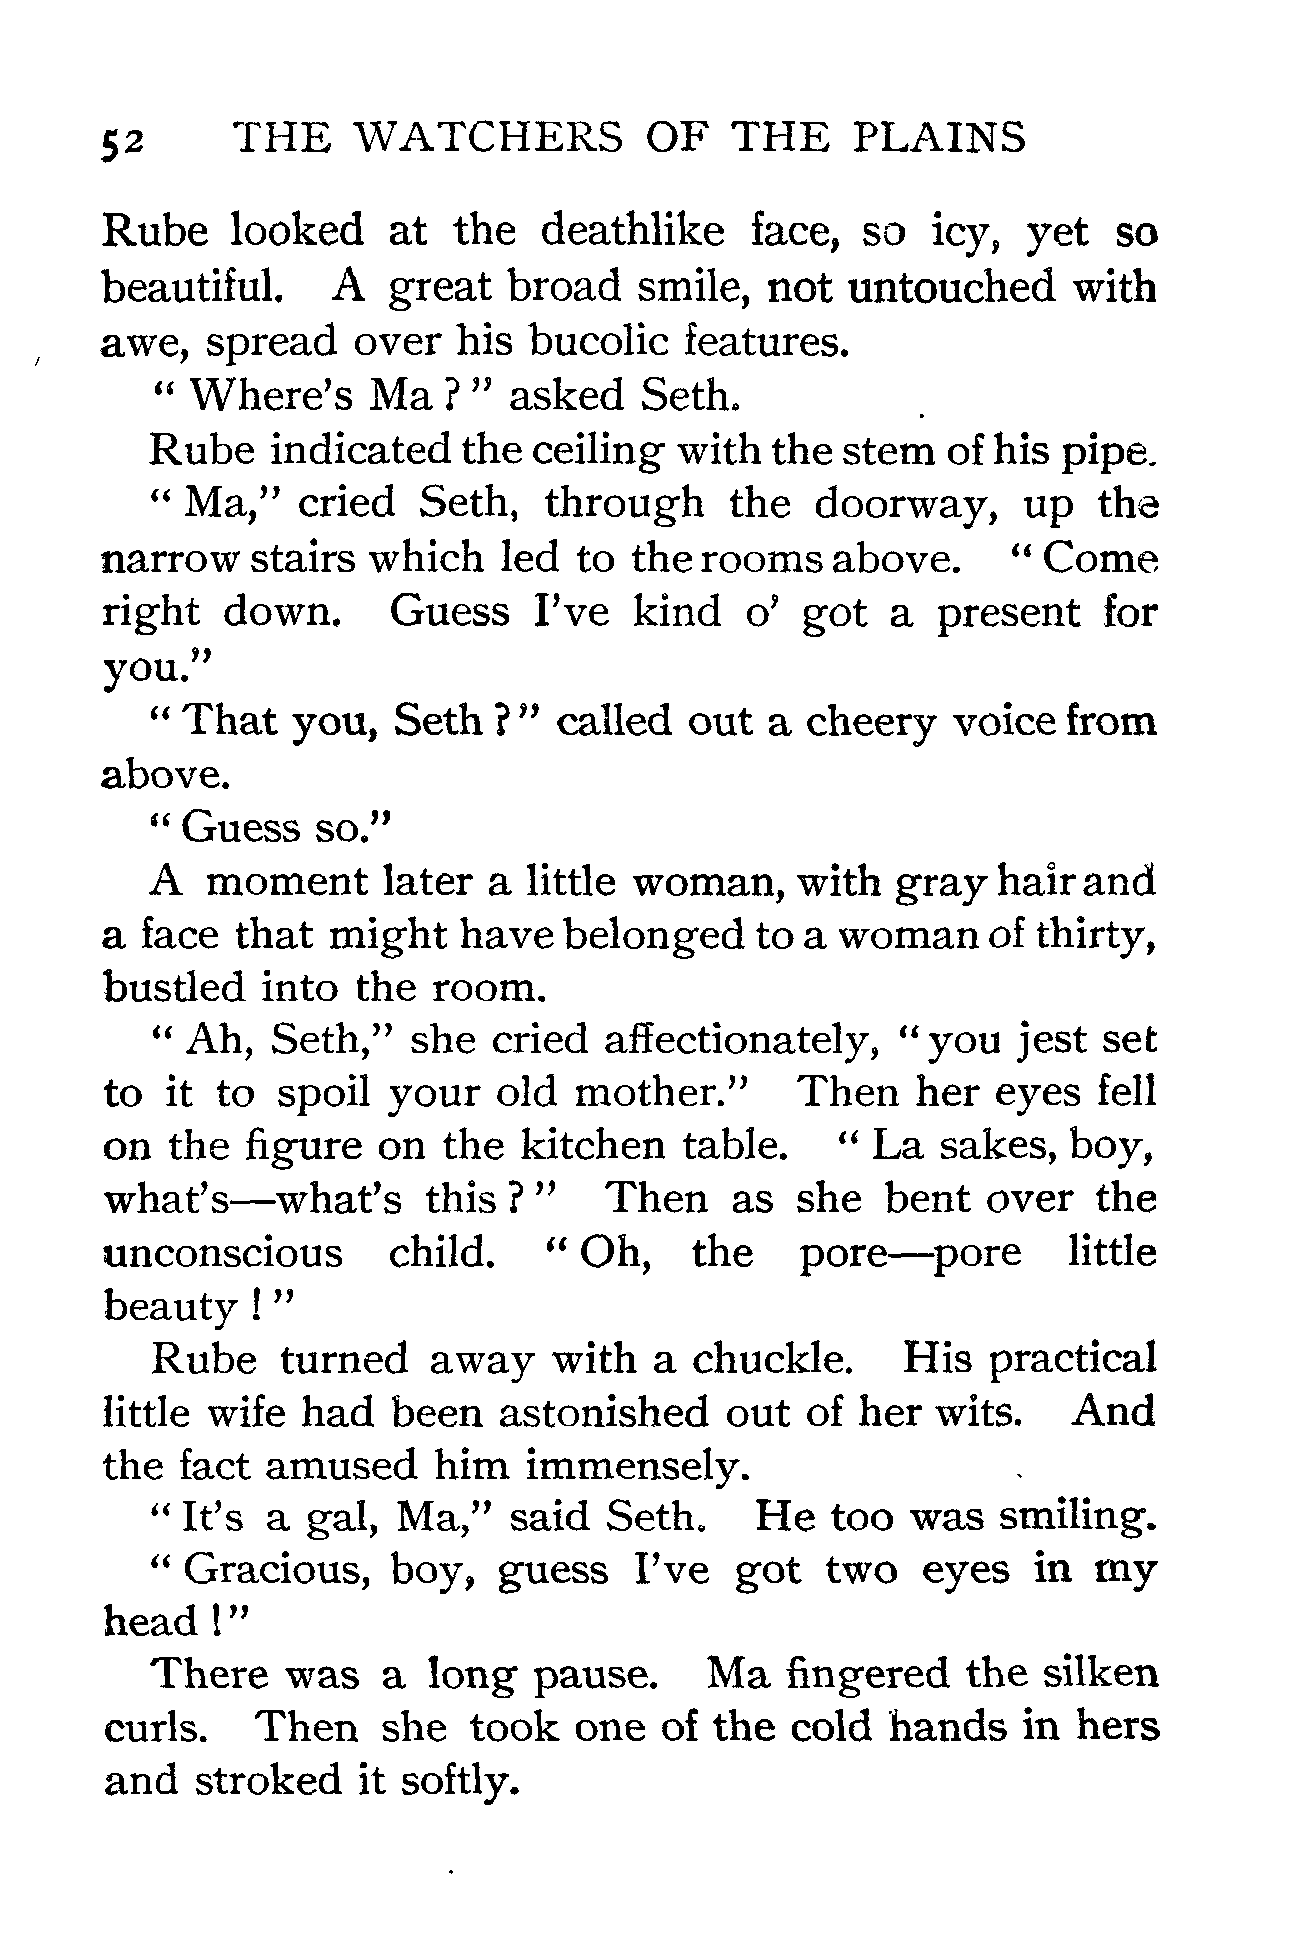 52 THE WATCHERS OF THE PLAINS
Rube looked at the deathlike face, so icy, yet so
beautiful. A great broad smile, not untouched with
awe, spread over his bucolic features.
" Where's Ma ? " asked Seth.
Rube indicated the ceiling with the stem of his pipe.
" Ma," cried Seth, through the doorway, up the
narrow stairs which led to the rooms above. " Come
right down. Guess I've kind o' got a present for
you."
" That you, Seth ? " called out a cheery voice from
above.
" Guess so."
A moment later a little woman, with gray hair and
a face that might have belonged to a woman of thirty,
bustled into the room.
" Ah, Seth," she cried affectionately, " you jest set
to it to spoil your old mother." Then her eyes fell
on the figure on the kitchen table. " La sakes, boy,
what's—what's this ? " Then as she bent over the
unconscious child. " Oh, the pore—pore little
beauty ! "
Rube turned away with a chuckle. His practical
little wife had been astonished out of her wits. And
the fact amused him immensely.
" It's a gal, Ma," said Seth. He too was smiling.
" Gracious, boy, guess I've got two eyes in my
head ! "
There was a long pause. Ma fingered the silken
curls. Then she took one of the cold hands in hers
and stroked it softly.